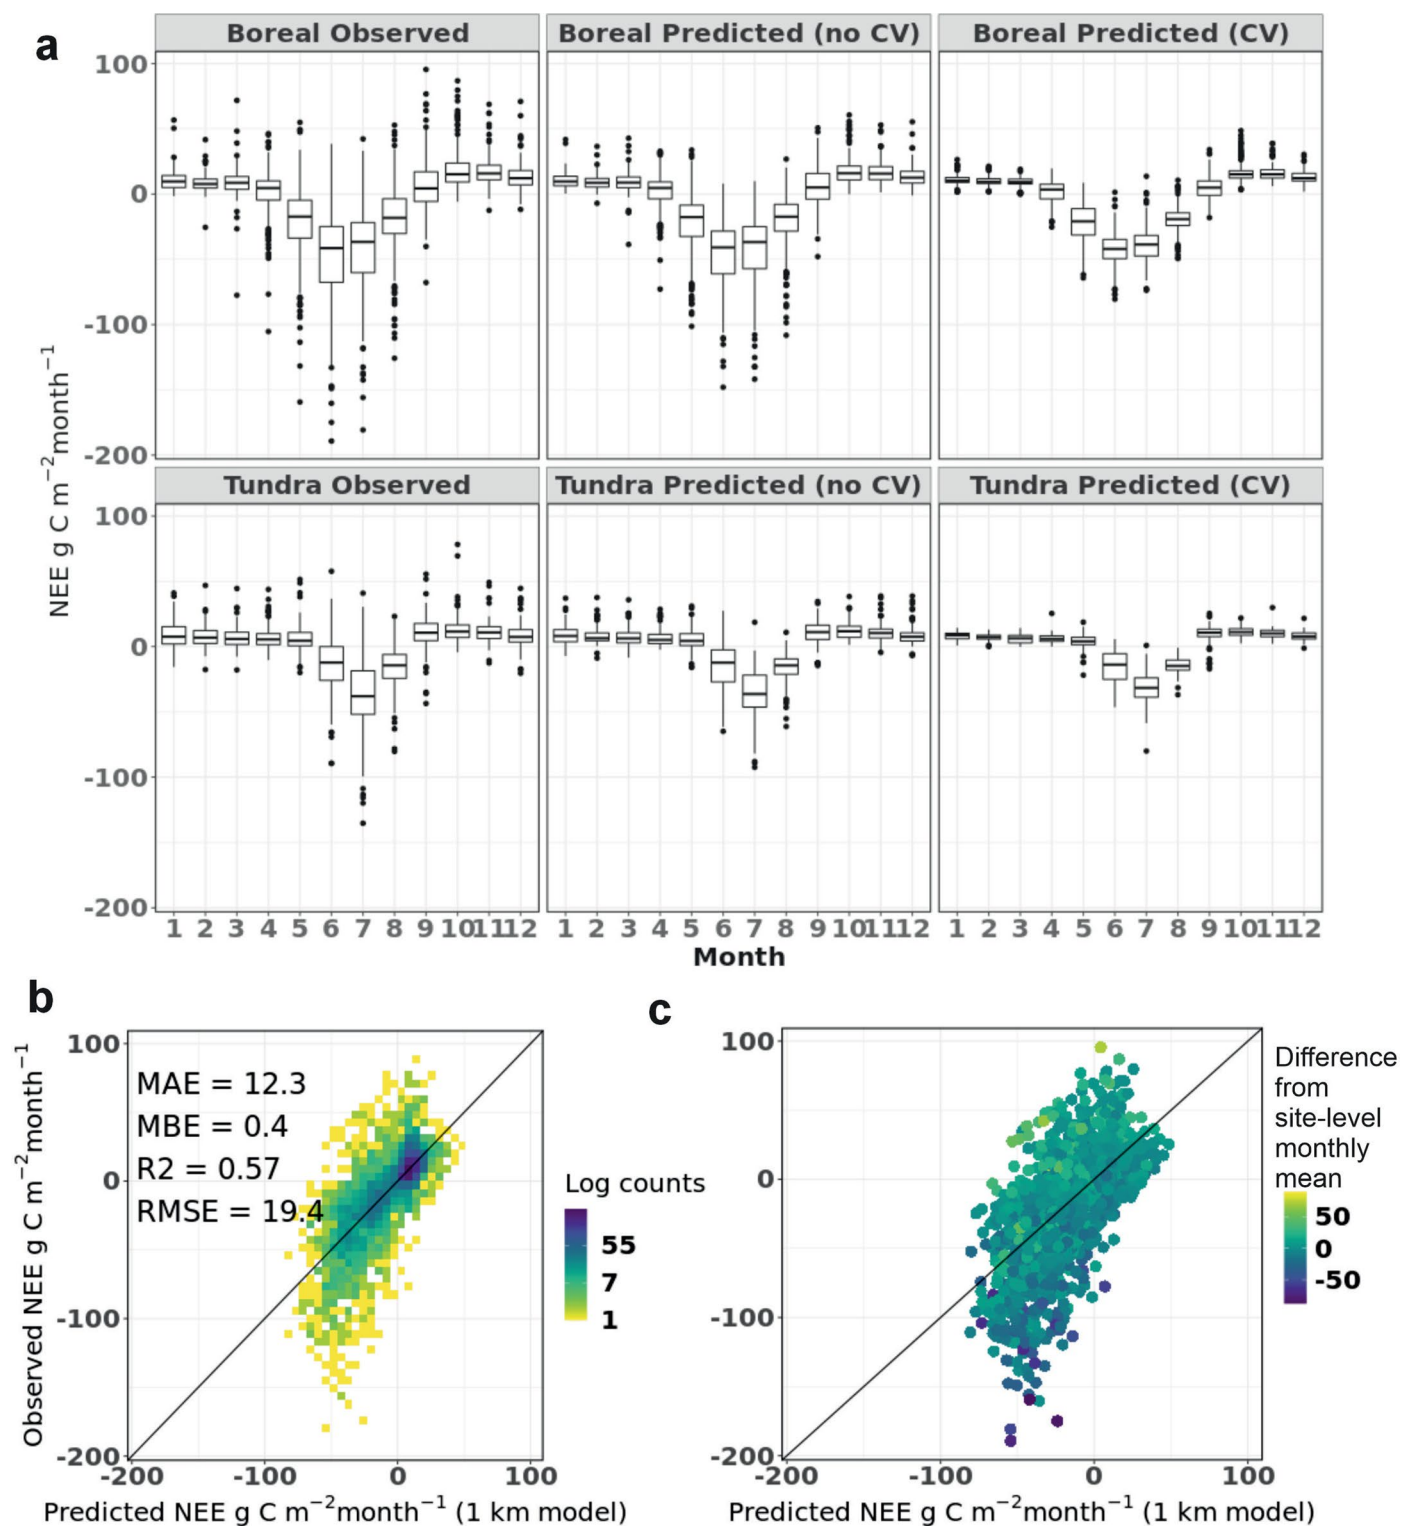 a
Boreal Observed
Boreal Predicted (no CV)
Boreal Predicted (CV)
100
0
-100
-200
NEE g C m−2month−1
Tundra Observed
Tundra Predicted (no CV)
Tundra Predicted (CV)
100
0
-100
-200
1 2 3 4 5 6 7 8 9 10 11 12
1 2 3 4 5 6 7 8 9 10 11 12
1 2 3 4 5 6 7 8 9 10 11 12
Month
b
Observed NEE g C m−2month−1
100
0
-100
-200
MAE = 12.3
MBE = 0.4
R2 = 0.57
RMSE = 19.4
-200 -100 0 100
Predicted NEE g C m−2month−1 (1 km model)
Log counts
55
7
1
c
100
0
-100
-200
-200 -100 0 100
Predicted NEE g C m−2month−1 (1 km model)
Difference
from
site-level
monthly
mean
50
0
-50